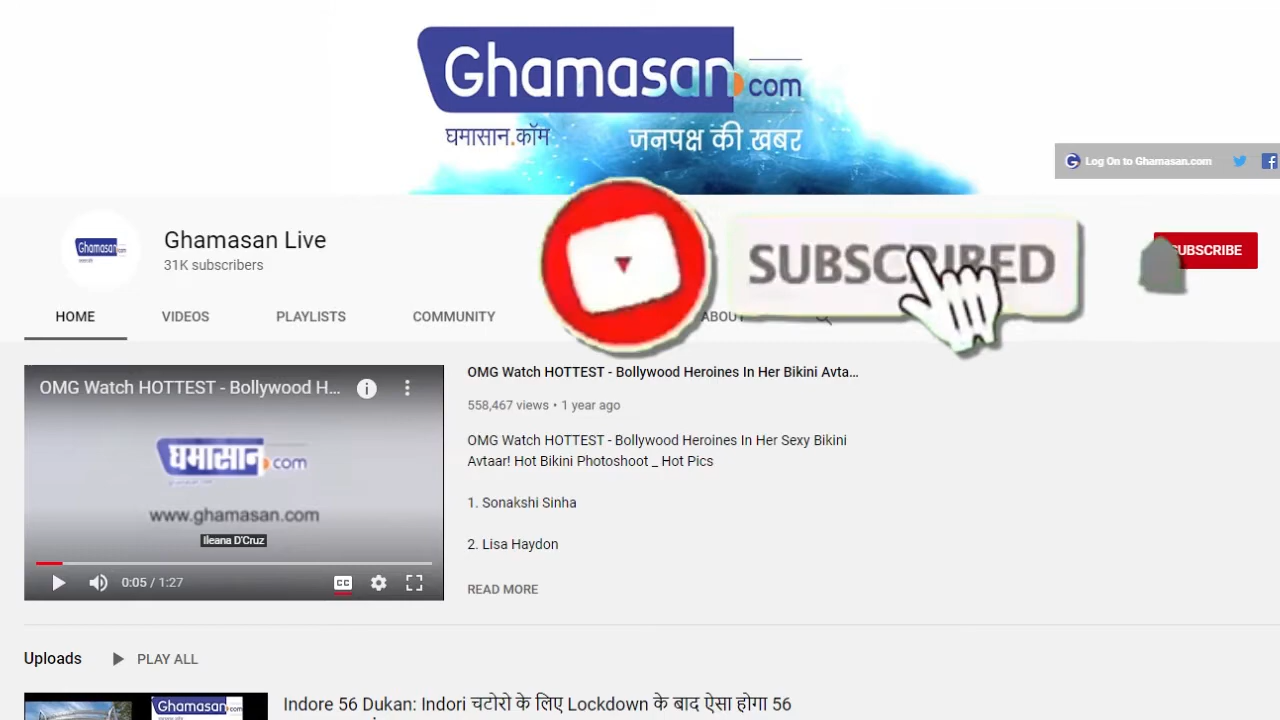 Ghamasan.com
घमासान.कॉम
जनपक्ष की खबर
Log On to Ghamasan.com
Ghamasan
Ghamasan Live
31K subscribers
SUBSCRIBED
SUBSCRIBE
HOME
VIDEOS
PLAYLISTS
COMMUNITY
ABOUT
OMG Watch HOTTEST - Bollywood H...
घमासान.com
www.ghamasan.com
Ileana D'Cruz
0:05 / 1:27
CC
OMG Watch HOTTEST - Bollywood Heroines In Her Bikini Avta...
558,467 views • 1 year ago
OMG Watch HOTTEST - Bollywood Heroines In Her Sexy Bikini
Avtaar! Hot Bikini Photoshoot _ Hot Pics
1. Sonakshi Sinha
2. Lisa Haydon
READ MORE
Uploads
PLAY ALL
Ghamasan.com
Indore 56 Dukan: Indori चटोरो के लिए Lockdown के बाद ऐसा होगा 56